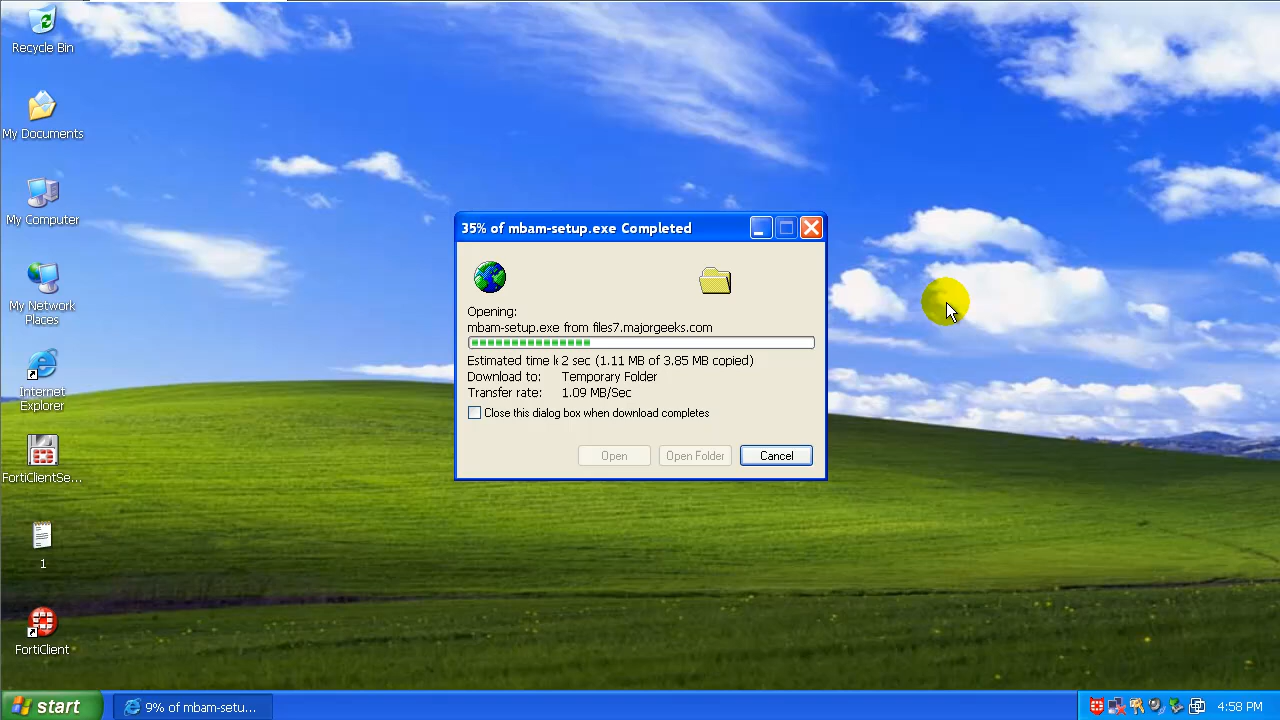 Recycle Bin
My Documents
My Computer
My Network
Places
Internet
Explorer
FortiClientSe...
1
FortiClient
35% of mbam-setup.exe Completed
Opening:
mbam-setup.exe from files7.majorgeeks.com
Estimated time l 2 sec (1.11 MB of 3.85 MB copied)
Download to: Temporary Folder
Transfer rate: 1.09 MB/Sec
Close this dialog box when download completes
Open Open Folder Cancel
start 9% of mbam-setu... 4:58 PM